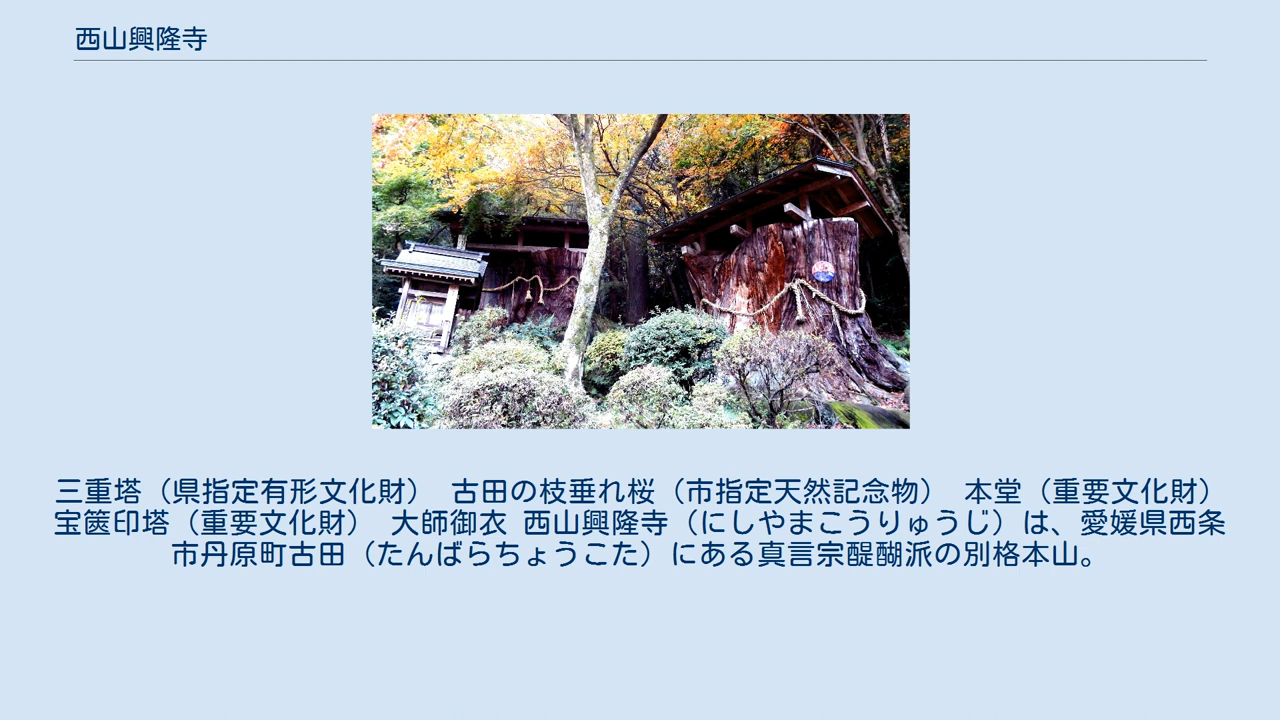 西山興隆寺
三重塔（県指定有形文化財） 古田の枝垂れ桜（市指定天然記念物） 本堂（重要文化財）
宝篋印塔（重要文化財） 大師御衣 西山興隆寺（にしやまこうりゅうじ）は、愛媛県西条
市丹原町古田（たんばらちょうこた）にある真言宗醍醐派の別格本山。